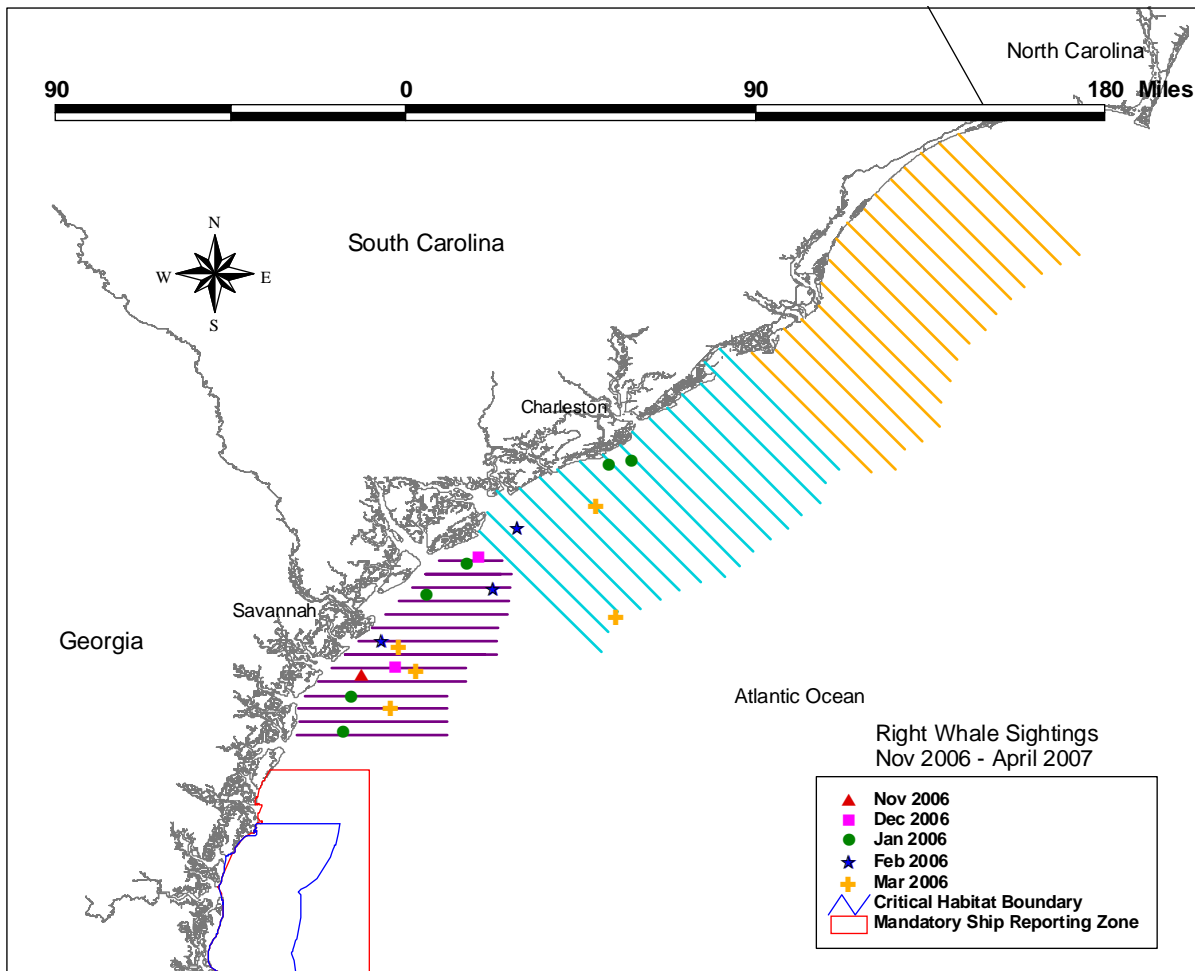 North Carolina
90 0 90 180 Miles
N
W E
S
South Carolina
Charleston
Savannah
Georgia
Atlantic Ocean
Right Whale Sightings
Nov 2006 - April 2007
Nov 2006
Dec 2006
Jan 2006
Feb 2006
Mar 2006
Critical Habitat Boundary
Mandatory Ship Reporting Zone